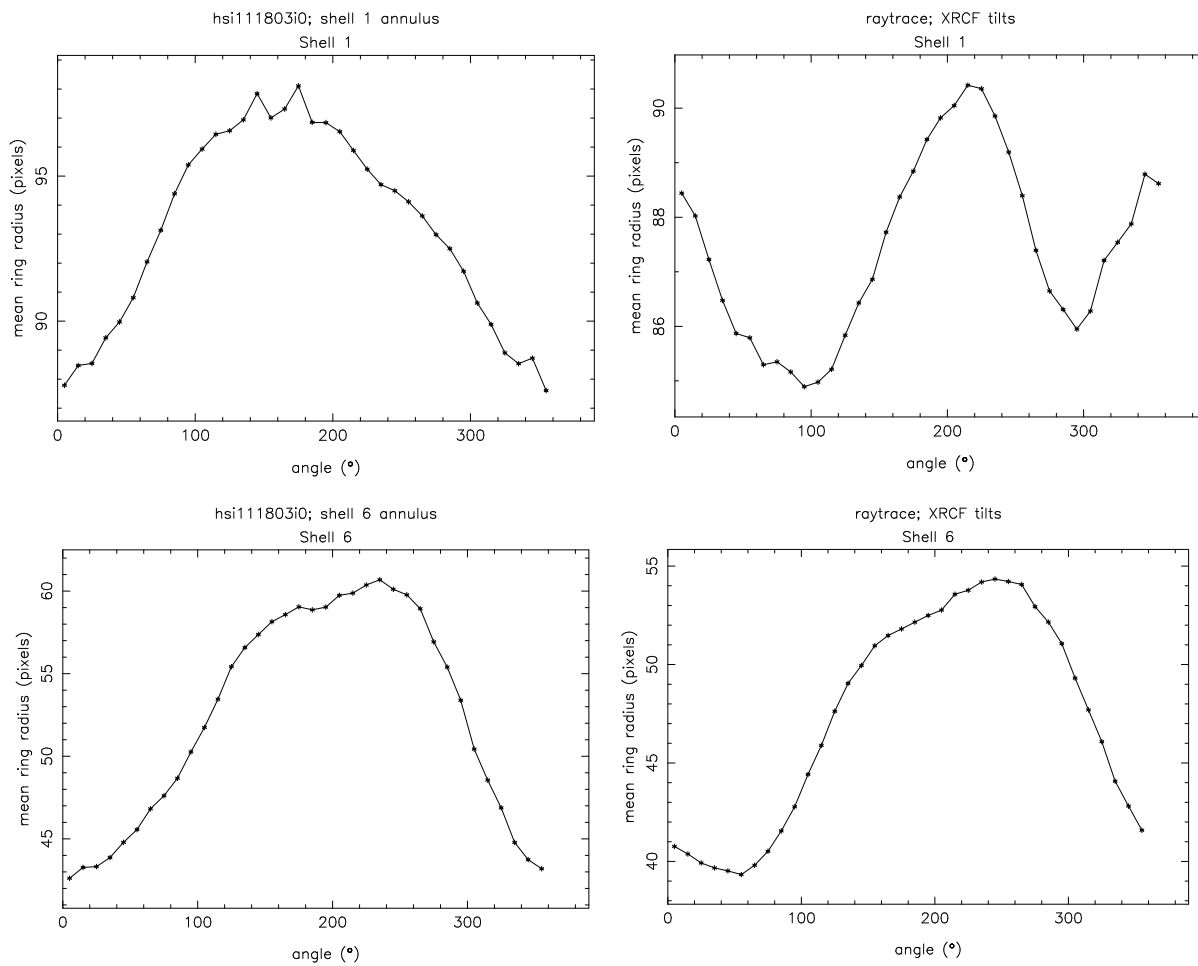 hsi111803i0; shell 1 annulus
Shell 1
mean ring radius (pixels)
95
90
0 100 200 300
angle (°)
raytrace; XRCF tilts
Shell 1
mean ring radius (pixels)
90
88
86
0 100 200 300
angle (°)
hsi111803i0; shell 6 annulus
Shell 6
mean ring radius (pixels)
60
55
50
45
0 100 200 300
angle (°)
raytrace; XRCF tilts
Shell 6
mean ring radius (pixels)
55
50
45
40
0 100 200 300
angle (°)